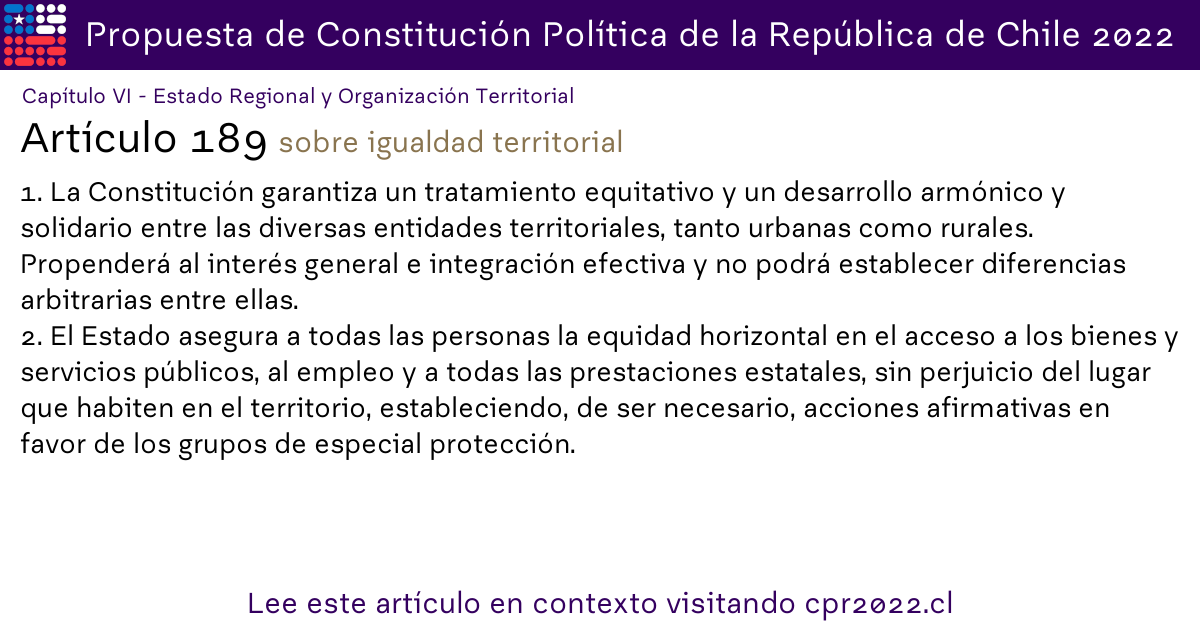 Propuesta de Constitución Política de la República de Chile 2022
Capítulo VI - Estado Regional y Organización Territorial
Artículo 189 sobre igualdad territorial
1. La Constitución garantiza un tratamiento equitativo y un desarrollo armónico y
solidario entre las diversas entidades territoriales, tanto urbanas como rurales.
Propenderá al interés general e integración efectiva y no podrá establecer diferencias
arbitrarias entre ellas.
2. El Estado asegura a todas las personas la equidad horizontal en el acceso a los bienes y
servicios públicos, al empleo y a todas las prestaciones estatales, sin perjuicio del lugar
que habiten en el territorio, estableciendo, de ser necesario, acciones afirmativas en
favor de los grupos de especial protección.
Lee este artículo en contexto visitando cpr2022.cl